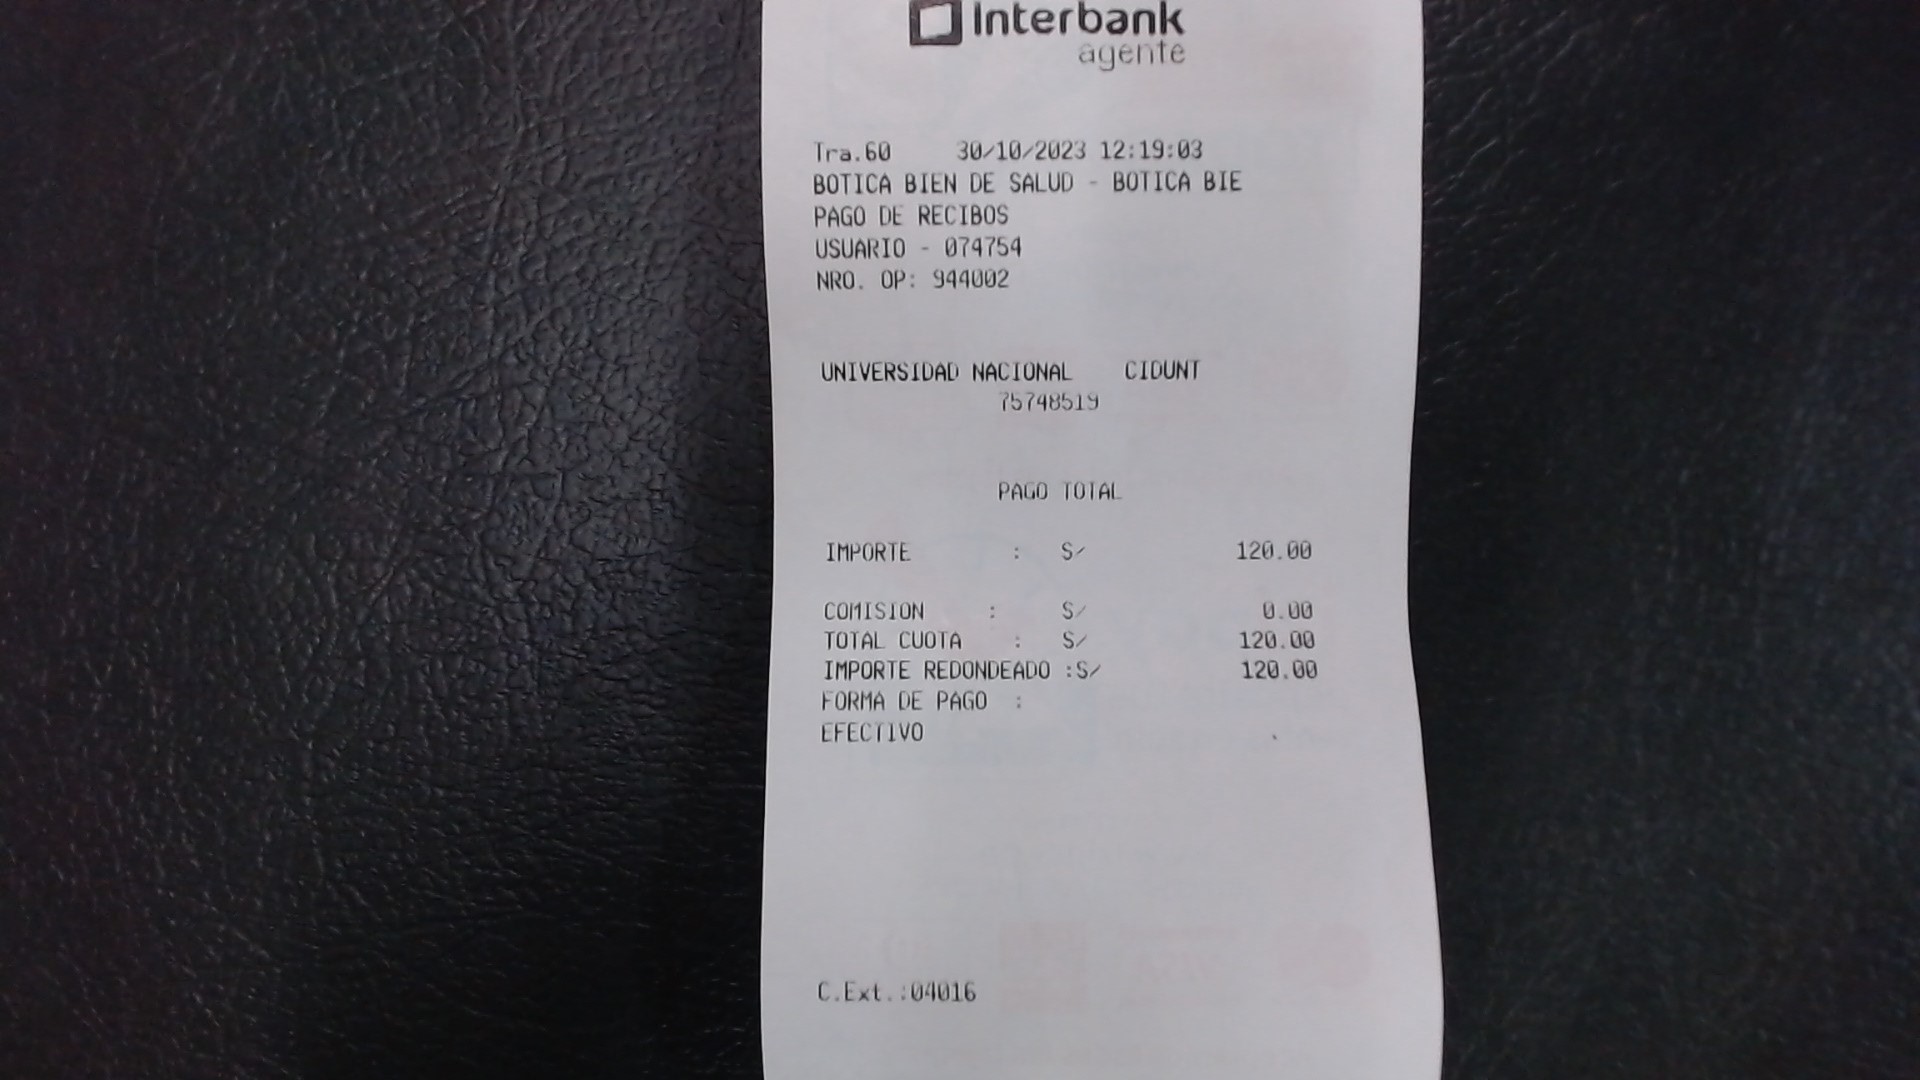 Interbank
agente
Tra.60 30/10/2023 12:19:03
BOTICA BIEN DE SALUD - BOTICA BIE
PAGO DE RECIBOS
USUARIO - 074754
NRO. OP: 944002
UNIVERSIDAD NACIONAL CIDUNT
75748519
PAGO TOTAL
IMPORTE : S/ 120.00
COMISION : S/ 0.00
TOTAL CUOTA : S/ 120.00
IMPORTE REDONDEADO :S/ 120.00
FORMA DE PAGO :
EFECTIVO
C.Ext.:04016